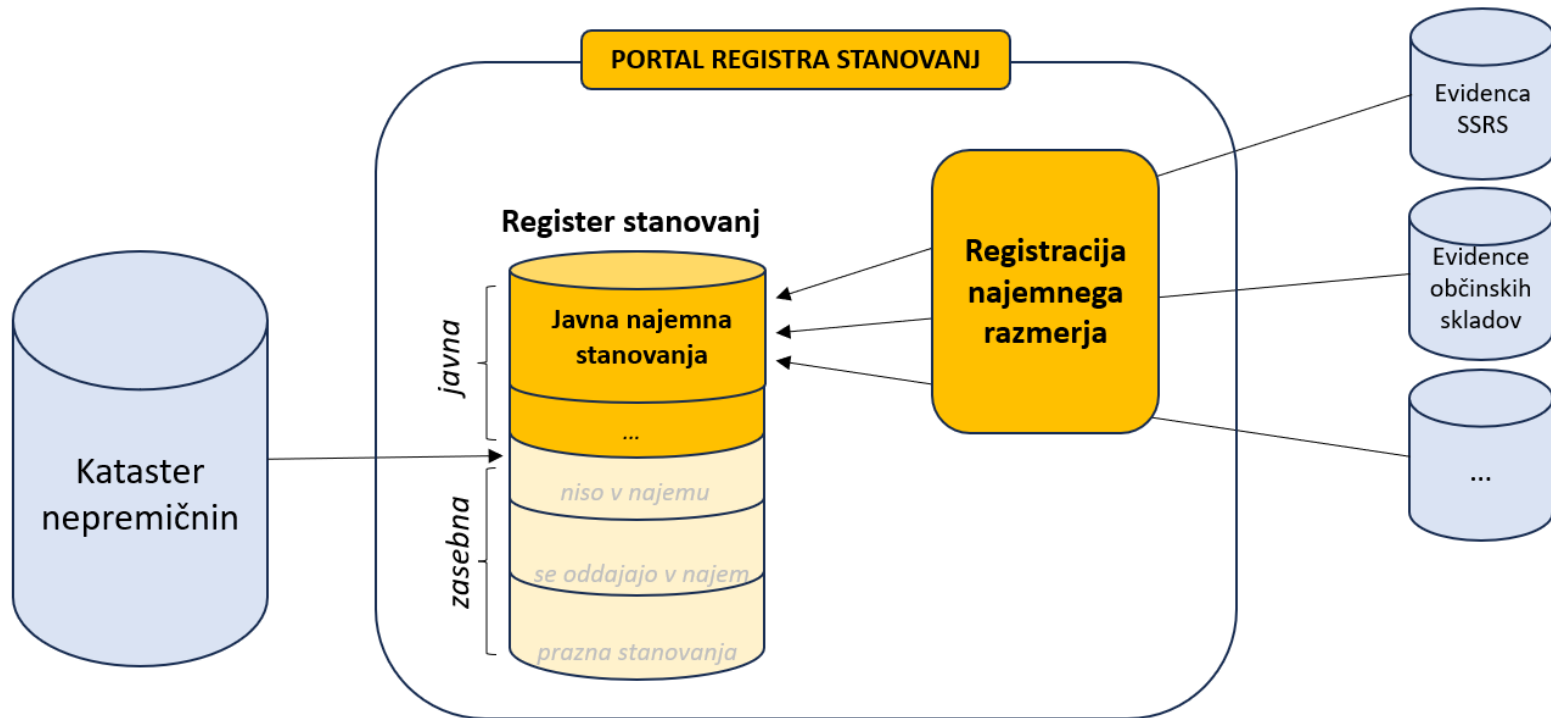 PORTAL REGISTRA STANOVANJ
Evidenca
SSRS
Register stanovanj
Registracija
najemnega
razmerja
Evidence
občinskih
skladov
javna
Javna najemna
stanovanja
...
Kataster
nepremičnin
zasebna
niso v najemu
se oddajajo v najem
prazna stanovanja
...